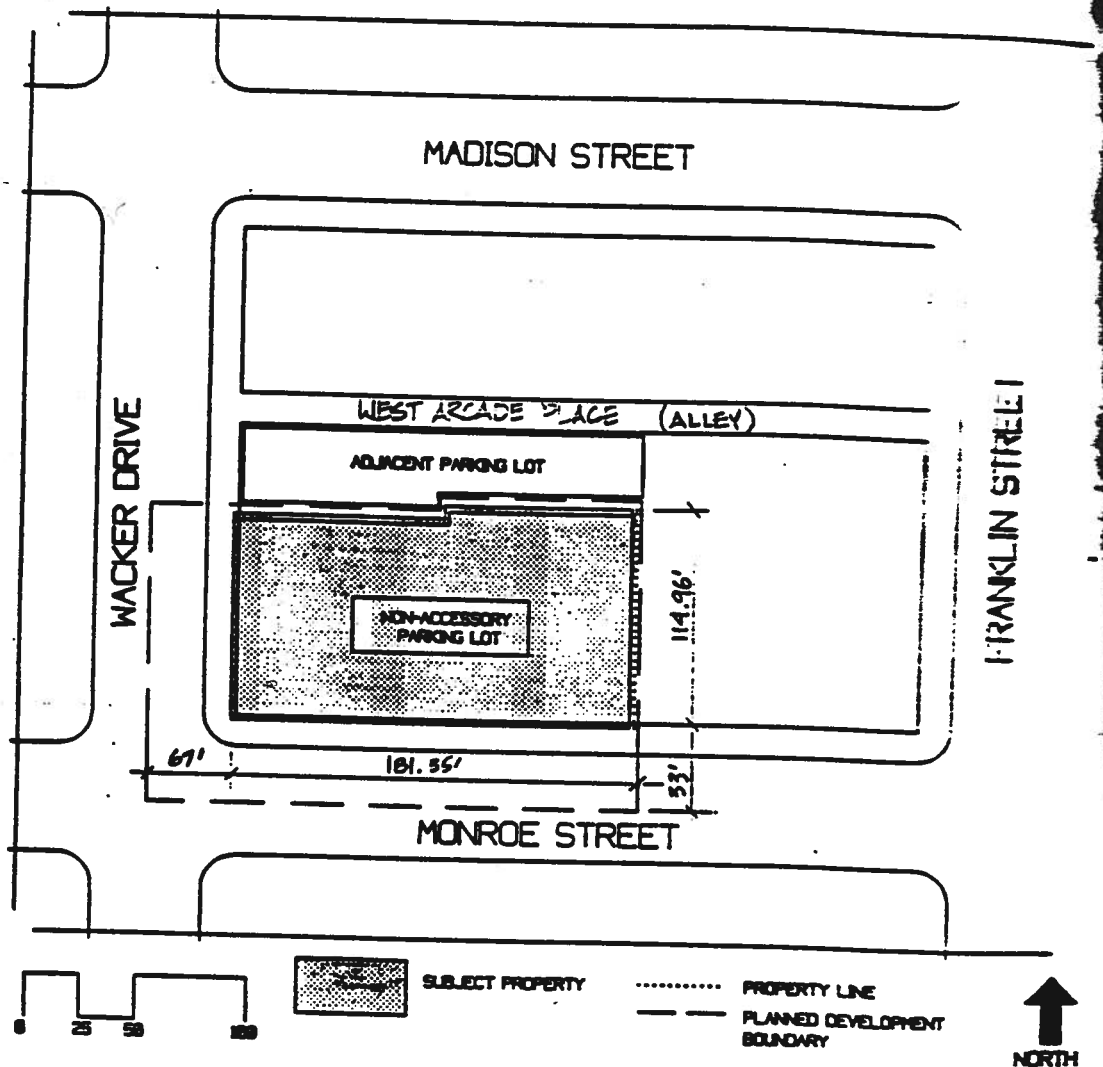 MADISON STREET
WEST ARCADE PLACE (ALLEY)
ADJACENT PARKING LOT
WACKER DRIVE
FRANKLIN STREET
NON-ACCESSORY
PARKING LOT
114.96'
67'
181.35'
33'
MONROE STREET
SUBJECT PROPERTY
PROPERTY LINE
PLANNED DEVELOPMENT
BOUNDARY
0 25 50 100
NORTH